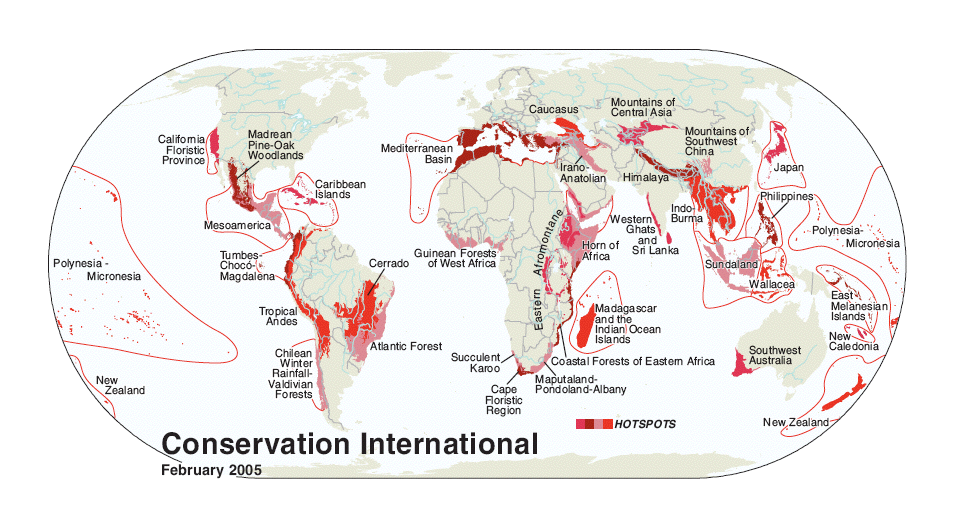 California
Floristic
Province
Madrean
Pine-Oak
Woodlands
Caribbean
Islands
Mesoamerica
Polynesia -
Micronesia
Tumbes-
Chocó-
Magdalena
Cerrado
Tropical
Andes
Atlantic Forest
Chilean
Winter
Rainfall-
Valdivian
Forests
New
Zealand
Mediterranean
Basin
Caucasus
Mountains of
Central Asia
Mountains of
Southwest
China
Irano-
Anatolian
Himalaya
Japan
Philippines
Indo-
Burma
Western
Ghats
and
Sri Lanka
Polynesia-
Micronesia
Guinean Forests
of West Africa
Eastern Afromontane
Horn of
Africa
Sundaland
Wallacea
East
Melanesian
Islands
New
Caledonia
Madagascar
and the
Indian Ocean
Islands
Coastal Forests of Eastern Africa
Succulent
Karoo
Maputaland-
Pondoland-Albany
Cape
Floristic
Region
Southwest
Australia
New Zealand
HOTSPOTS
Conservation International
February 2005